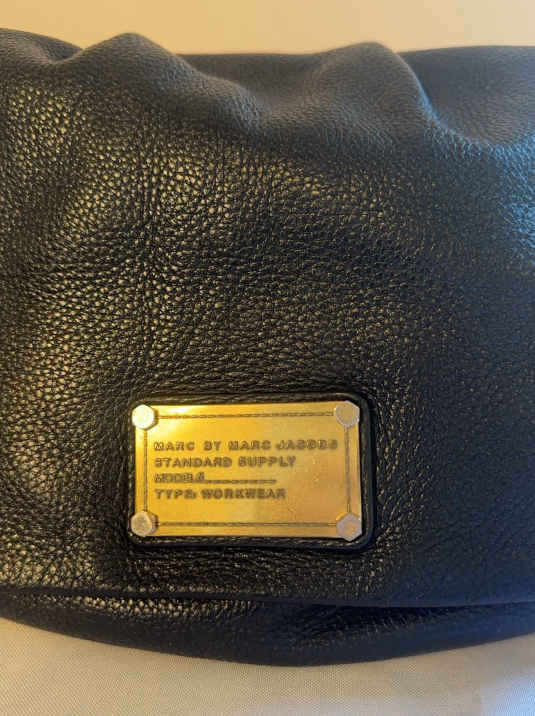 MARC BY MARC JACOBS
STANDARD SUPPLY
MODEL#
TYPE: WORKWEAR